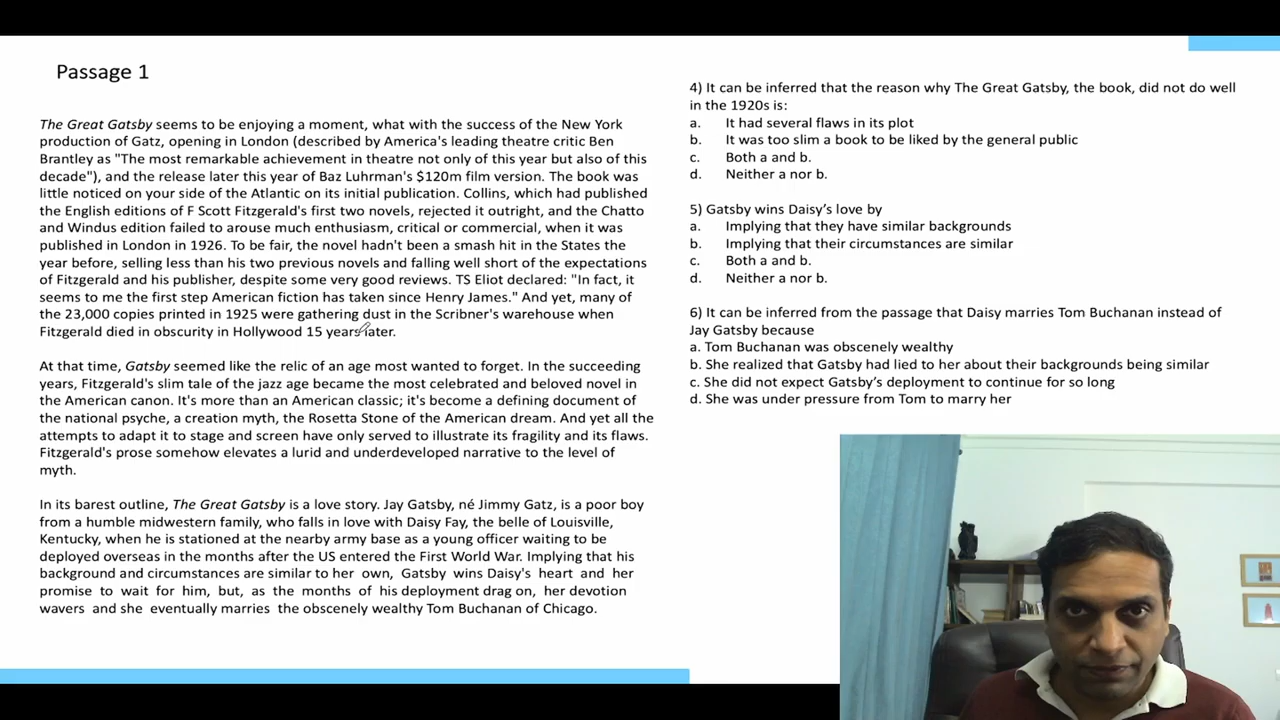 Passage 1
The Great Gatsby seems to be enjoying a moment, what with the success of the New York
production of Gatz, opening in London (described by America's leading theatre critic Ben
Brantley as "The most remarkable achievement in theatre not only of this year but also of this
decade"), and the release later this year of Baz Luhrman's $120m film version. The book was
little noticed on your side of the Atlantic on its initial publication. Collins, which had published
the English editions of F Scott Fitzgerald's first two novels, rejected it outright, and the Chatto
and Windus edition failed to arouse much enthusiasm, critical or commercial, when it was
published in London in 1926. To be fair, the novel hadn't been a smash hit in the States the
year before, selling less than his two previous novels and falling well short of the expectations
of Fitzgerald and his publisher, despite some very good reviews. TS Eliot declared: "In fact, it
seems to me the first step American fiction has taken since Henry James." And yet, many of
the 23,000 copies printed in 1925 were gathering dust in the Scribner's warehouse when
Fitzgerald died in obscurity in Hollywood 15 years later.
At that time, Gatsby seemed like the relic of an age most wanted to forget. In the succeeding
years, Fitzgerald's slim tale of the jazz age became the most celebrated and beloved novel in
the American canon. It's more than an American classic; it's become a defining document of
the national psyche, a creation myth, the Rosetta Stone of the American dream. And yet all the
attempts to adapt it to stage and screen have only served to illustrate its fragility and its flaws.
Fitzgerald's prose somehow elevates a lurid and underdeveloped narrative to the level of
myth.
In its barest outline, The Great Gatsby is a love story. Jay Gatsby, né Jimmy Gatz, is a poor boy
from a humble midwestern family, who falls in love with Daisy Fay, the belle of Louisville,
Kentucky, when he is stationed at the nearby army base as a young officer waiting to be
deployed overseas in the months after the US entered the First World War. Implying that his
background and circumstances are similar to her own, Gatsby wins Daisy's heart and her
promise to wait for him, but, as the months of his deployment drag on, her devotion
wavers and she eventually marries the obscenely wealthy Tom Buchanan of Chicago.
4) It can be inferred that the reason why The Great Gatsby, the book, did not do well
in the 1920s is:
a. It had several flaws in its plot
b. It was too slim a book to be liked by the general public
c. Both a and b.
d. Neither a nor b.
5) Gatsby wins Daisy's love by
a. Implying that they have similar backgrounds
b. Implying that their circumstances are similar
c. Both a and b.
d. Neither a nor b.
6) It can be inferred from the passage that Daisy marries Tom Buchanan instead of
Jay Gatsby because
a. Tom Buchanan was obscenely wealthy
b. She realized that Gatsby had lied to her about their backgrounds being similar
c. She did not expect Gatsby's deployment to continue for so long
d. She was under pressure from Tom to marry her